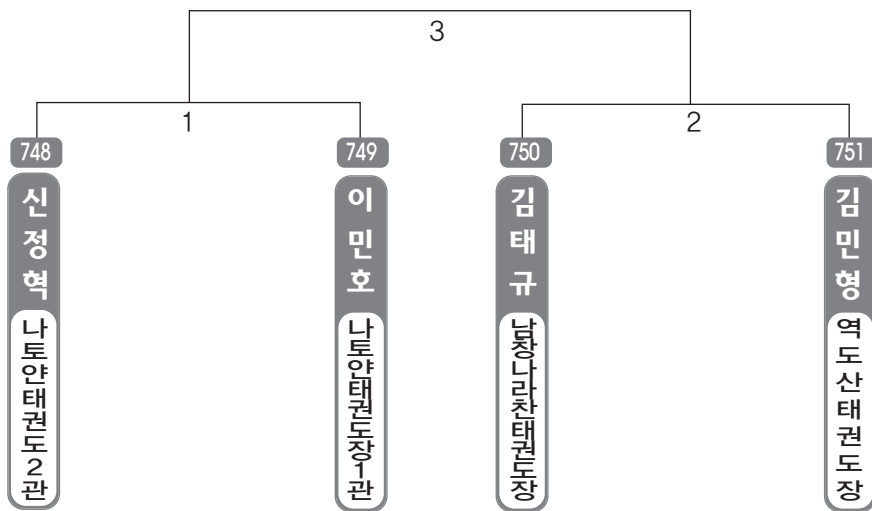 3
1
2
748
749
750
751
신정혁
이민호
김태규
김민형
나토얀태권도2관
나토얀태권도장1관
남창나라찬태권도장
역도산태권도장